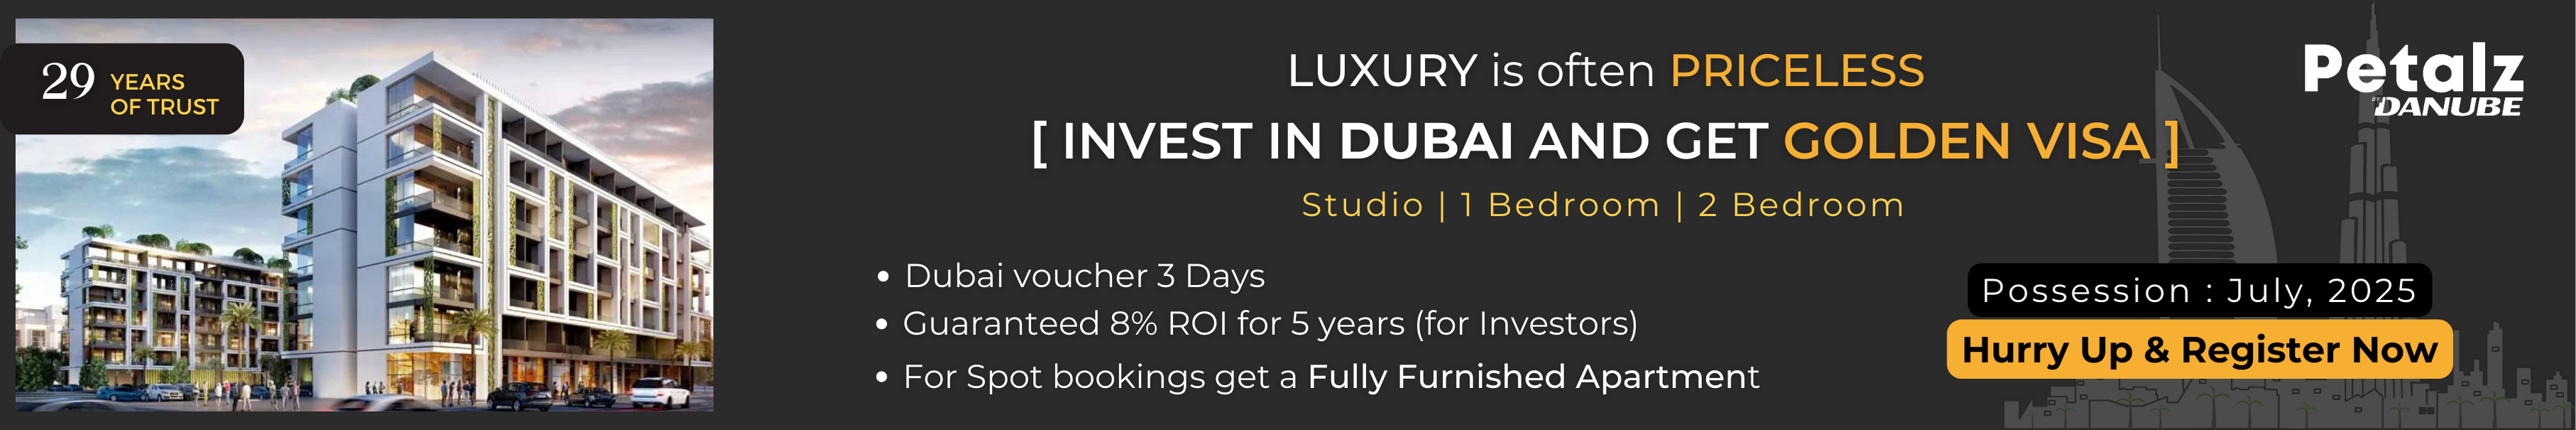 29 YEARS
OF TRUST
LUXURY is often PRICELESS
[ INVEST IN DUBAI AND GET GOLDEN VISA ]
Studio | 1 Bedroom | 2 Bedroom
• Dubai voucher 3 Days
• Guaranteed 8% ROI for 5 years (for Investors)
• For Spot bookings get a Fully Furnished Apartment
Petalz
BY DANUBE
Possession : July, 2025
Hurry Up & Register Now